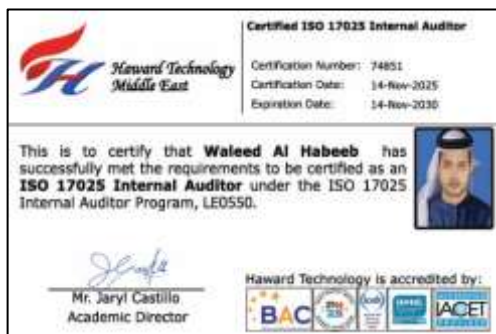 Certified ISO 17025 Internal Auditor
Haward Technology
Middle East
Certification Number: 74851
Certification Date: 14-Nov-2025
Expiration Date: 14-Nov-2030
This is to certify that Waleed Al Habeeb has
successfully met the requirements to be certified as an
ISO 17025 Internal Auditor under the ISO 17025
Internal Auditor Program, LE0550.
Mr. Jaryl Castillo
Academic Director
Haward Technology is accredited by:
BAC
IACET